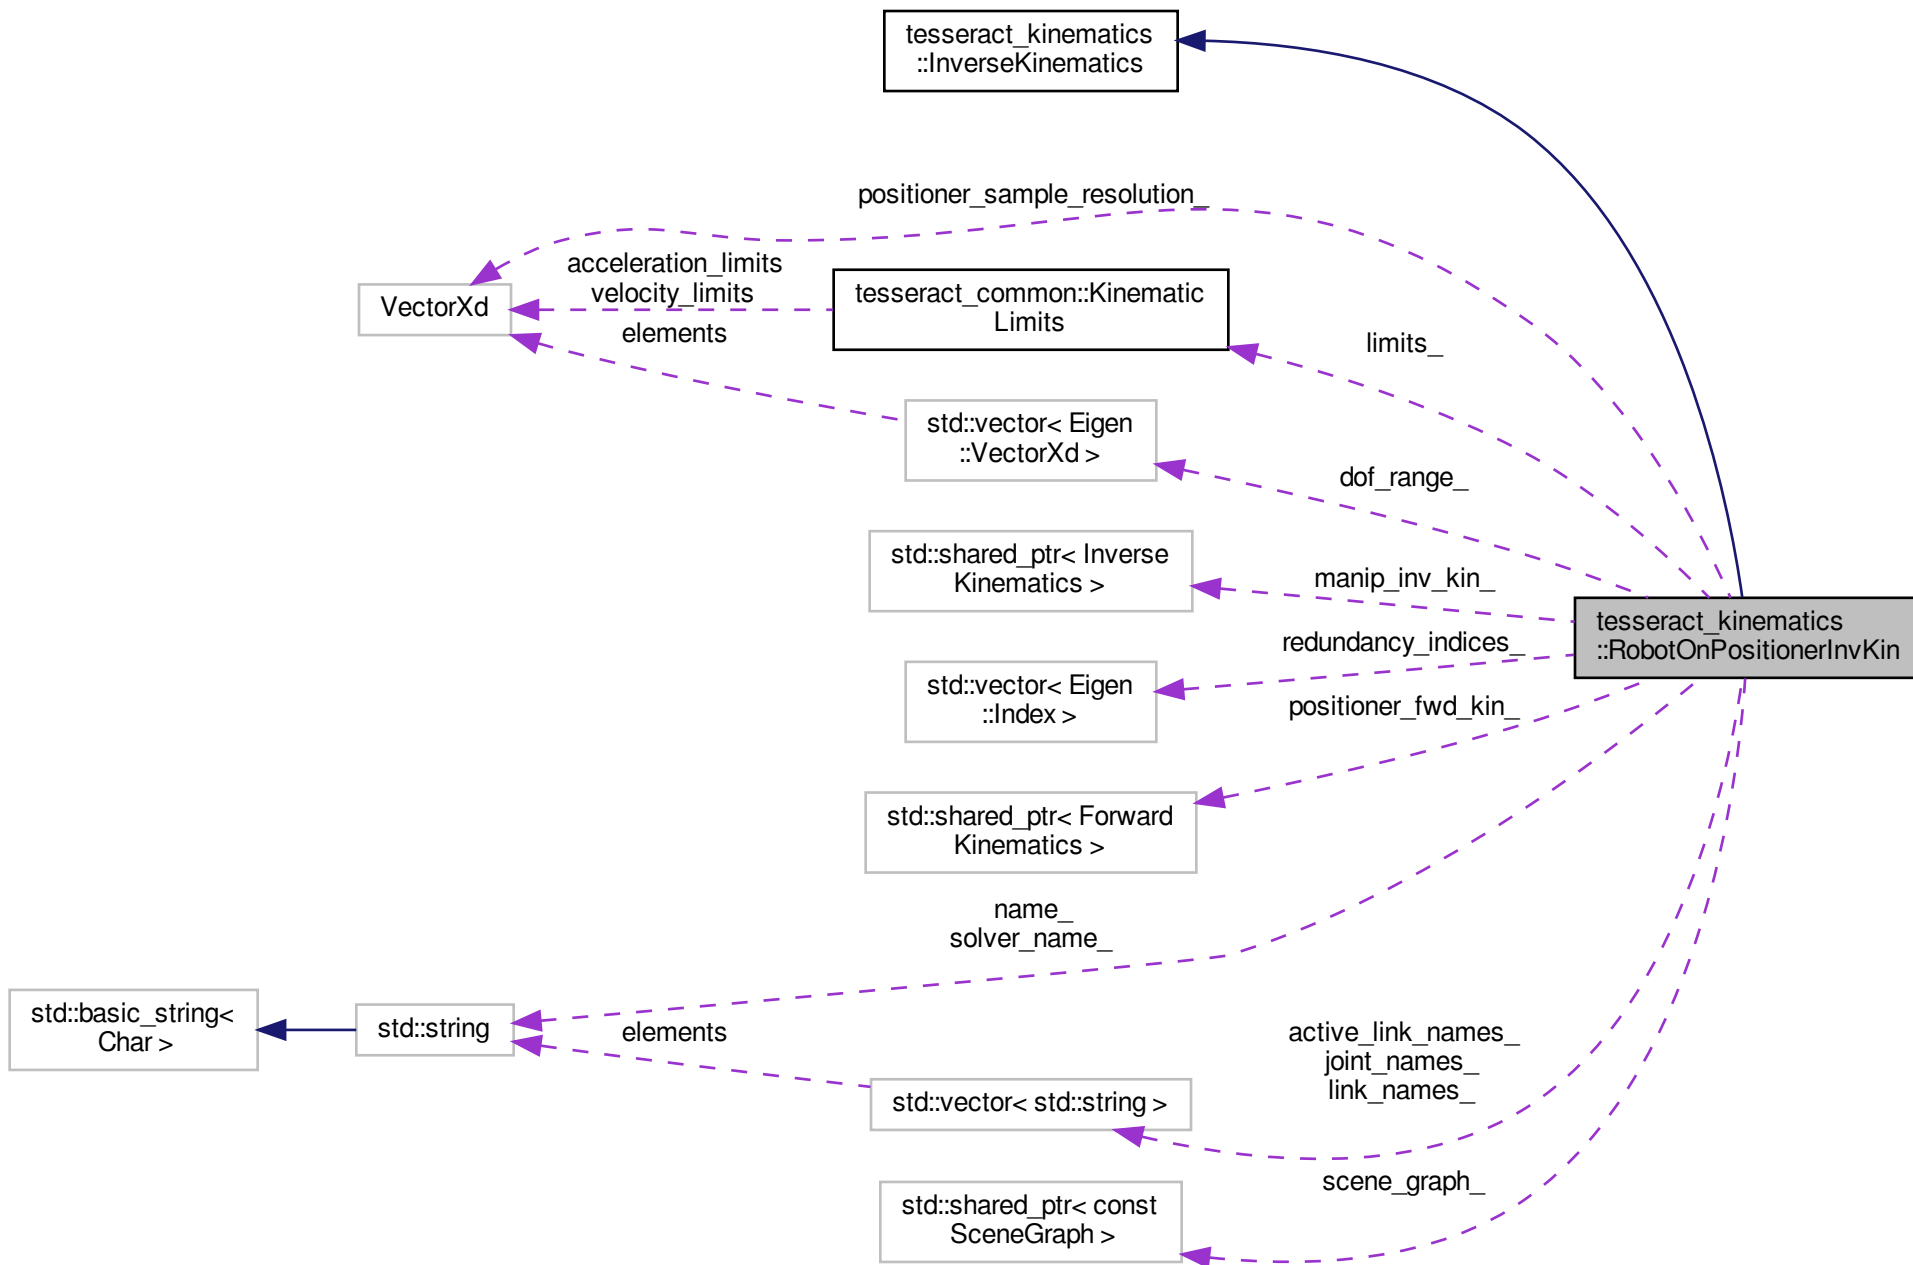 tesseract_kinematics
::InverseKinematics
positioner_sample_resolution_
acceleration_limits
velocity_limits
VectorXd
elements
tesseract_common::Kinematic
Limits
limits_
std::vector< Eigen
::VectorXd >
dof_range_
std::shared_ptr< Inverse
Kinematics >
manip_inv_kin_
tesseract_kinematics
::RobotOnPositionerInvKin
redundancy_indices_
std::vector< Eigen
::Index >
positioner_fwd_kin_
std::shared_ptr< Forward
Kinematics >
name_
solver_name_
std::basic_string<
Char >
std::string
elements
active_link_names_
joint_names_
link_names_
std::vector< std::string >
scene_graph_
std::shared_ptr< const
SceneGraph >